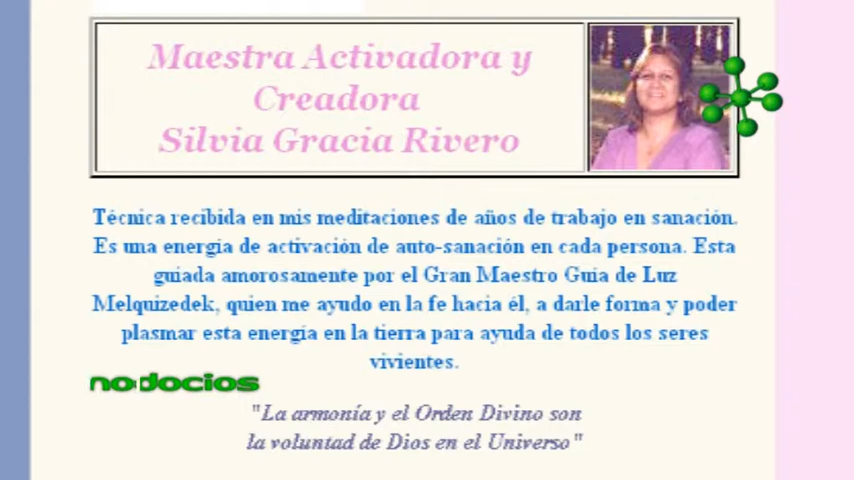 Maestra Activadora y
Creadora
Silvia Gracia Rivero
Técnica recibida en mis meditaciones de años de trabajo en sanación.
Es una energía de activación de auto-sanación en cada persona. Esta
guiada amorosamente por el Gran Maestro Guía de Luz
Melquizedek, quien me ayudo en la fe hacia él, a darle forma y poder
plasmar esta energía en la tierra para ayuda de todos los seres
vivientes.
"La armonía y el Orden Divino son
la voluntad de Dios en el Universo"